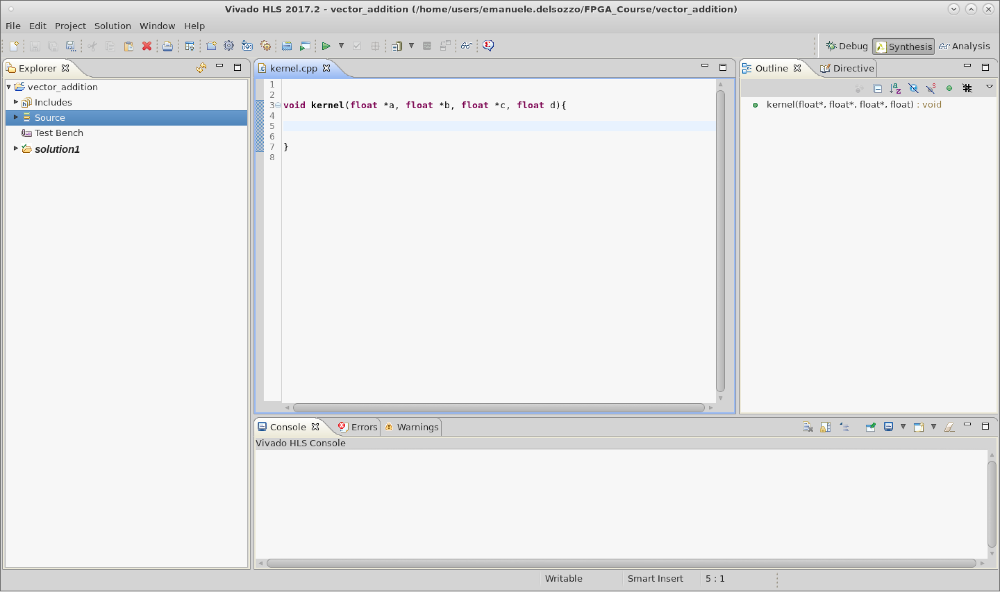 Vivado HLS 2017.2 - vector_addition (/home/users/emanuele.delsozzo/FPGA_Course/vector_addition)
File Edit Project Solution Window Help
Debug Synthesis Analysis
Explorer
vector_addition
Includes
Source
Test Bench
solution1
kernel.cpp
1
2
3 void kernel(float *a, float *b, float *c, float d){
4
5
6
7 }
8
Outline Directive
kernel(float*, float*, float*, float) : void
Console Errors Warnings
Vivado HLS Console
Writable Smart Insert 5 : 1